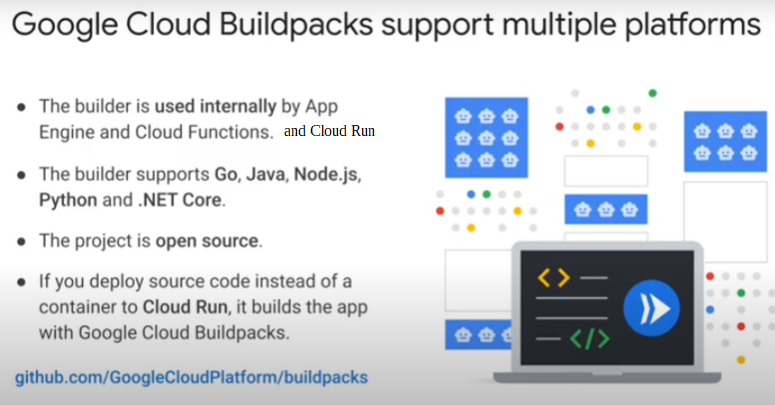 Google Cloud Buildpacks support multiple platforms
• The builder is used internally by App
Engine and Cloud Functions. and Cloud Run
• The builder supports Go, Java, Node.js,
Python and .NET Core.
• The project is open source.
• If you deploy source code instead of a
container to Cloud Run, it builds the app
with Google Cloud Buildpacks.
github.com/GoogleCloudPlatform/buildpacks